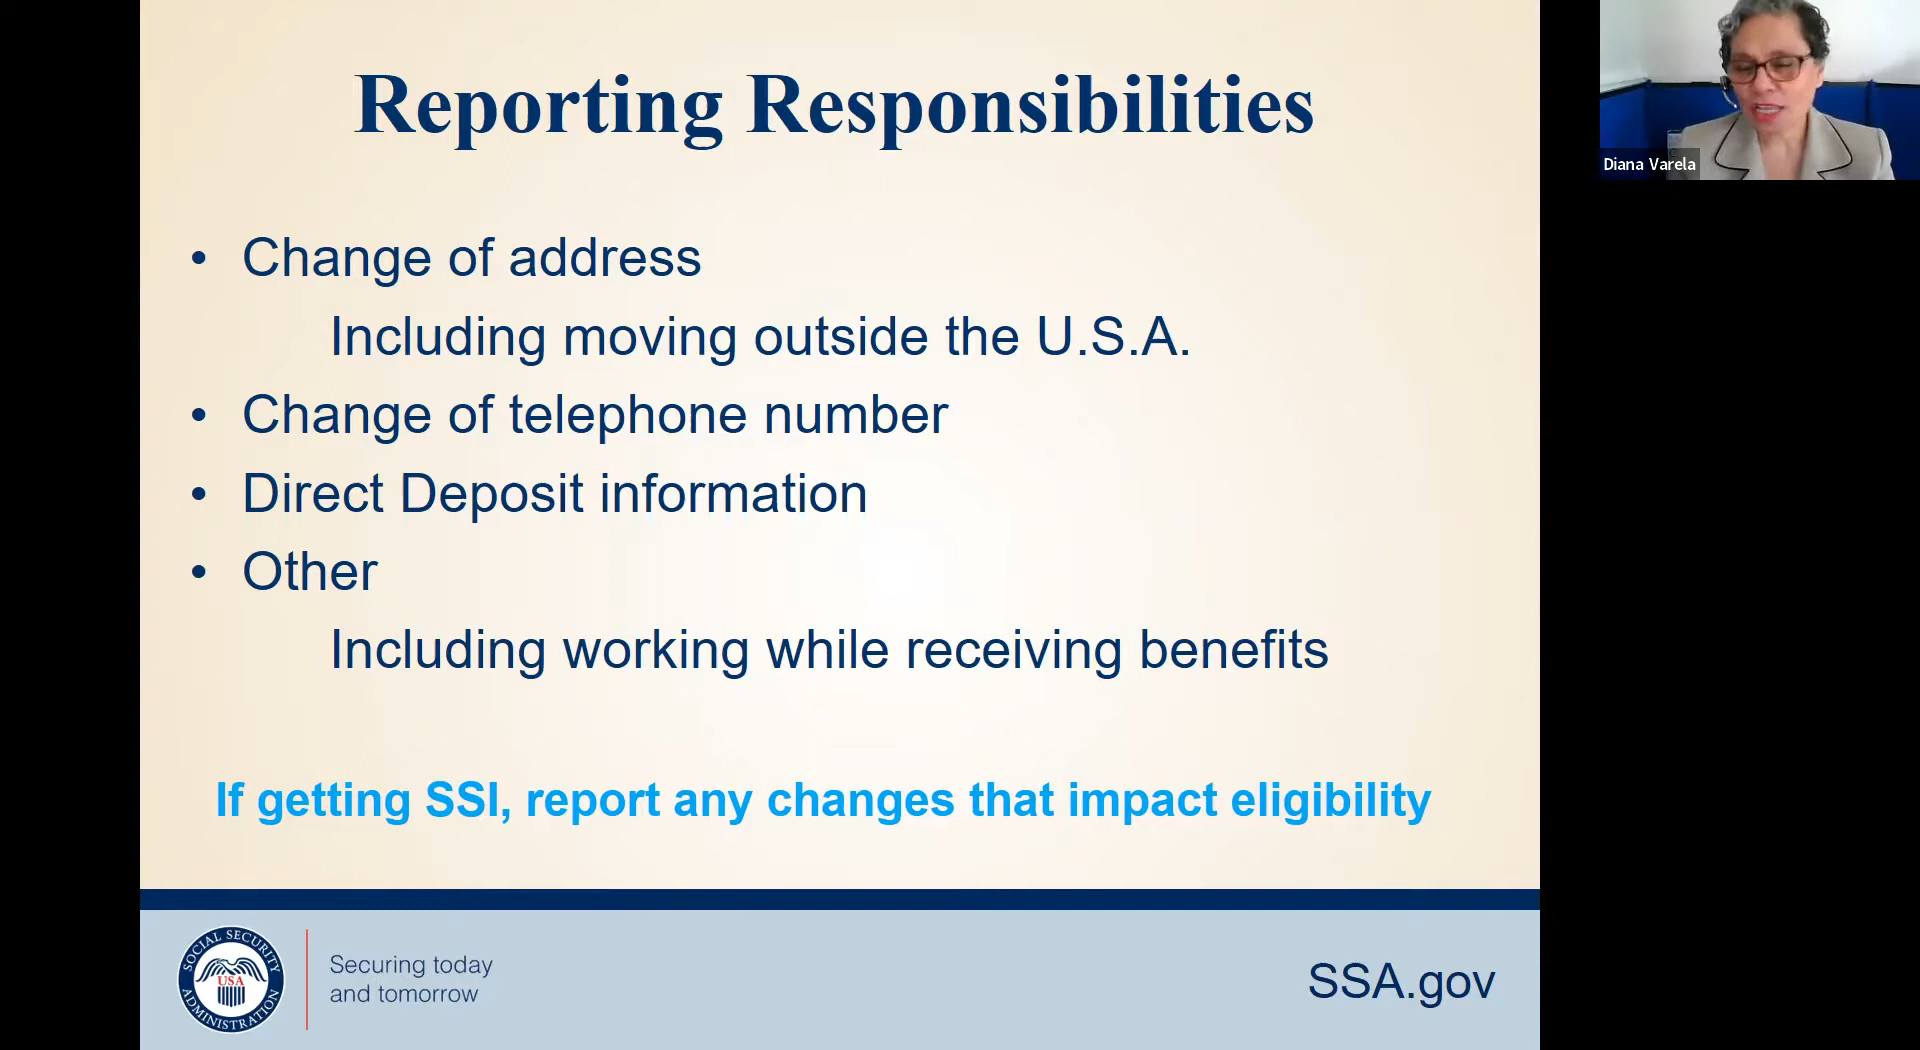 Reporting Responsibilities
Diana Varela
• Change of address
Including moving outside the U.S.A.
• Change of telephone number
• Direct Deposit information
• Other
Including working while receiving benefits
If getting SSI, report any changes that impact eligibility
SOCIAL SECURITY
USA
ADMINISTRATION
Securing today
and tomorrow
SSA.gov